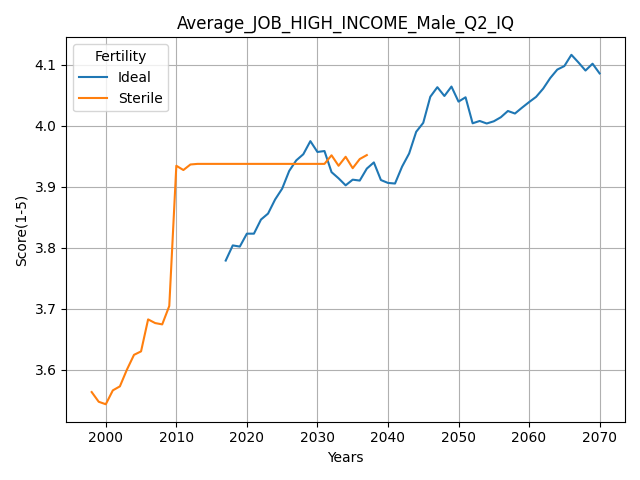 Average_JOB_HIGH_INCOME_Male_Q2_IQ
Fertility
Ideal
Sterile
4.1
4.0
3.9
3.8
3.7
3.6
Score(1-5)
2000 2010 2020 2030 2040 2050 2060 2070
Years